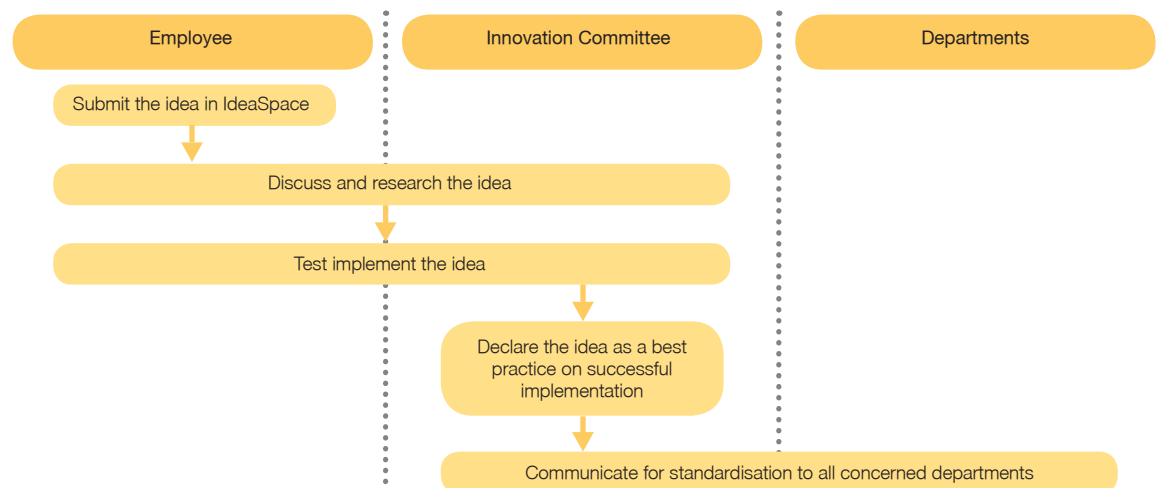 Employee
Innovation Committee
Departments
Submit the idea in IdeaSpace
Discuss and research the idea
Test implement the idea
Declare the idea as a best
practice on successful
implementation
Communicate for standardisation to all concerned departments